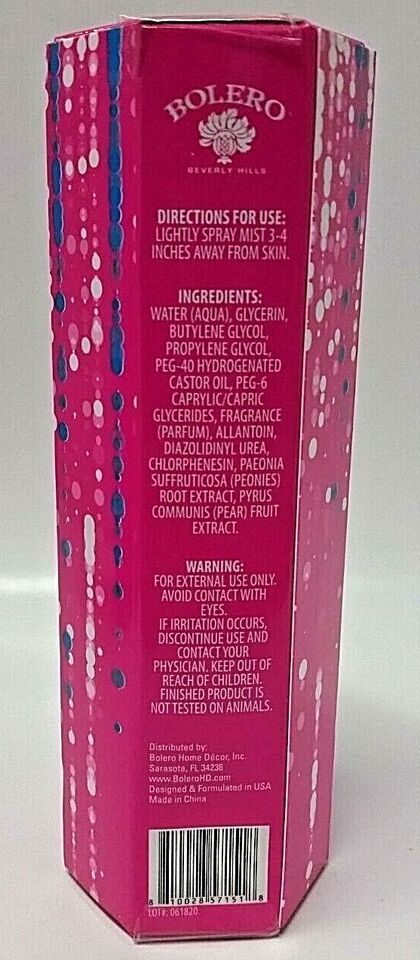 BOLERO
BEVERLY HILLS
DIRECTIONS FOR USE:
LIGHTLY SPRAY MIST 3-4
INCHES AWAY FROM SKIN.
INGREDIENTS:
WATER (AQUA), GLYCERIN,
BUTYLENE GLYCOL,
PROPYLENE GLYCOL,
PEG-40 HYDROGENATED
CASTOR OIL, PEG-6
CAPRYLIC/CAPRIC
GLYCERIDES, FRAGRANCE
(PARFUM), ALLANTOIN,
DIAZOLIDINYL UREA,
CHLORPHENESIN, PAEONIA
SUFFRUTICOSA (PEONIES)
ROOT EXTRACT, PYRUS
COMMUNIS (PEAR) FRUIT
EXTRACT.
WARNING:
FOR EXTERNAL USE ONLY.
AVOID CONTACT WITH
EYES.
IF IRRITATION OCCURS,
DISCONTINUE USE AND
CONTACT YOUR
PHYSICIAN. KEEP OUT OF
REACH OF CHILDREN.
FINISHED PRODUCT IS
NOT TESTED ON ANIMALS.
Distributed by:
Bolero Home Décor, Inc.
Sarasota, FL 34236
www.BoleroHD.com
Designed & Formulated in USA
Made in China
8 10028 57151 8
LOT#: 061820